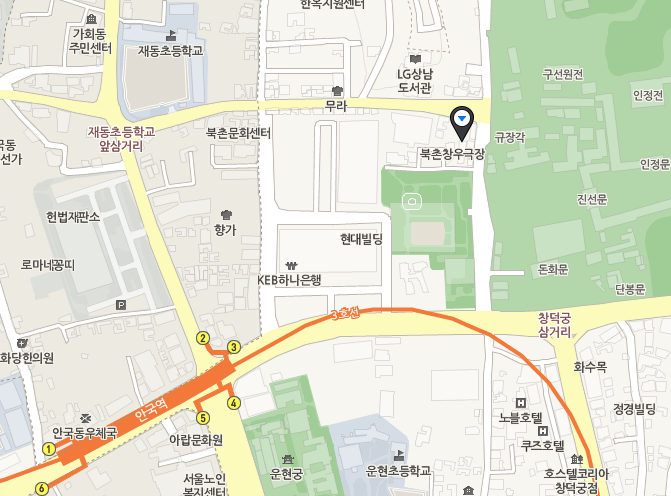 한옥지원센터
가회동
주민센터
재동초등학교
LG상남
도서관
구선원전
인정전
무라
재동초등학교
앞삼거리
북촌문화센터
규장각
북촌창우극장
인정문
진선문
헌법재판소
향가
현대빌딩
로마네꽁띠
KEB하나은행
돈화문
단봉문
P
3호선
창덕궁
삼거리
2
3
화당한의원
화수목
안국역
4
5
노블호텔
정경빌딩
안국동우체국
아랍문화원
쿠즈호텔
1
6
서울노인
복지센터
운현궁
운현초등학교
호스텔코리아
창덕궁점